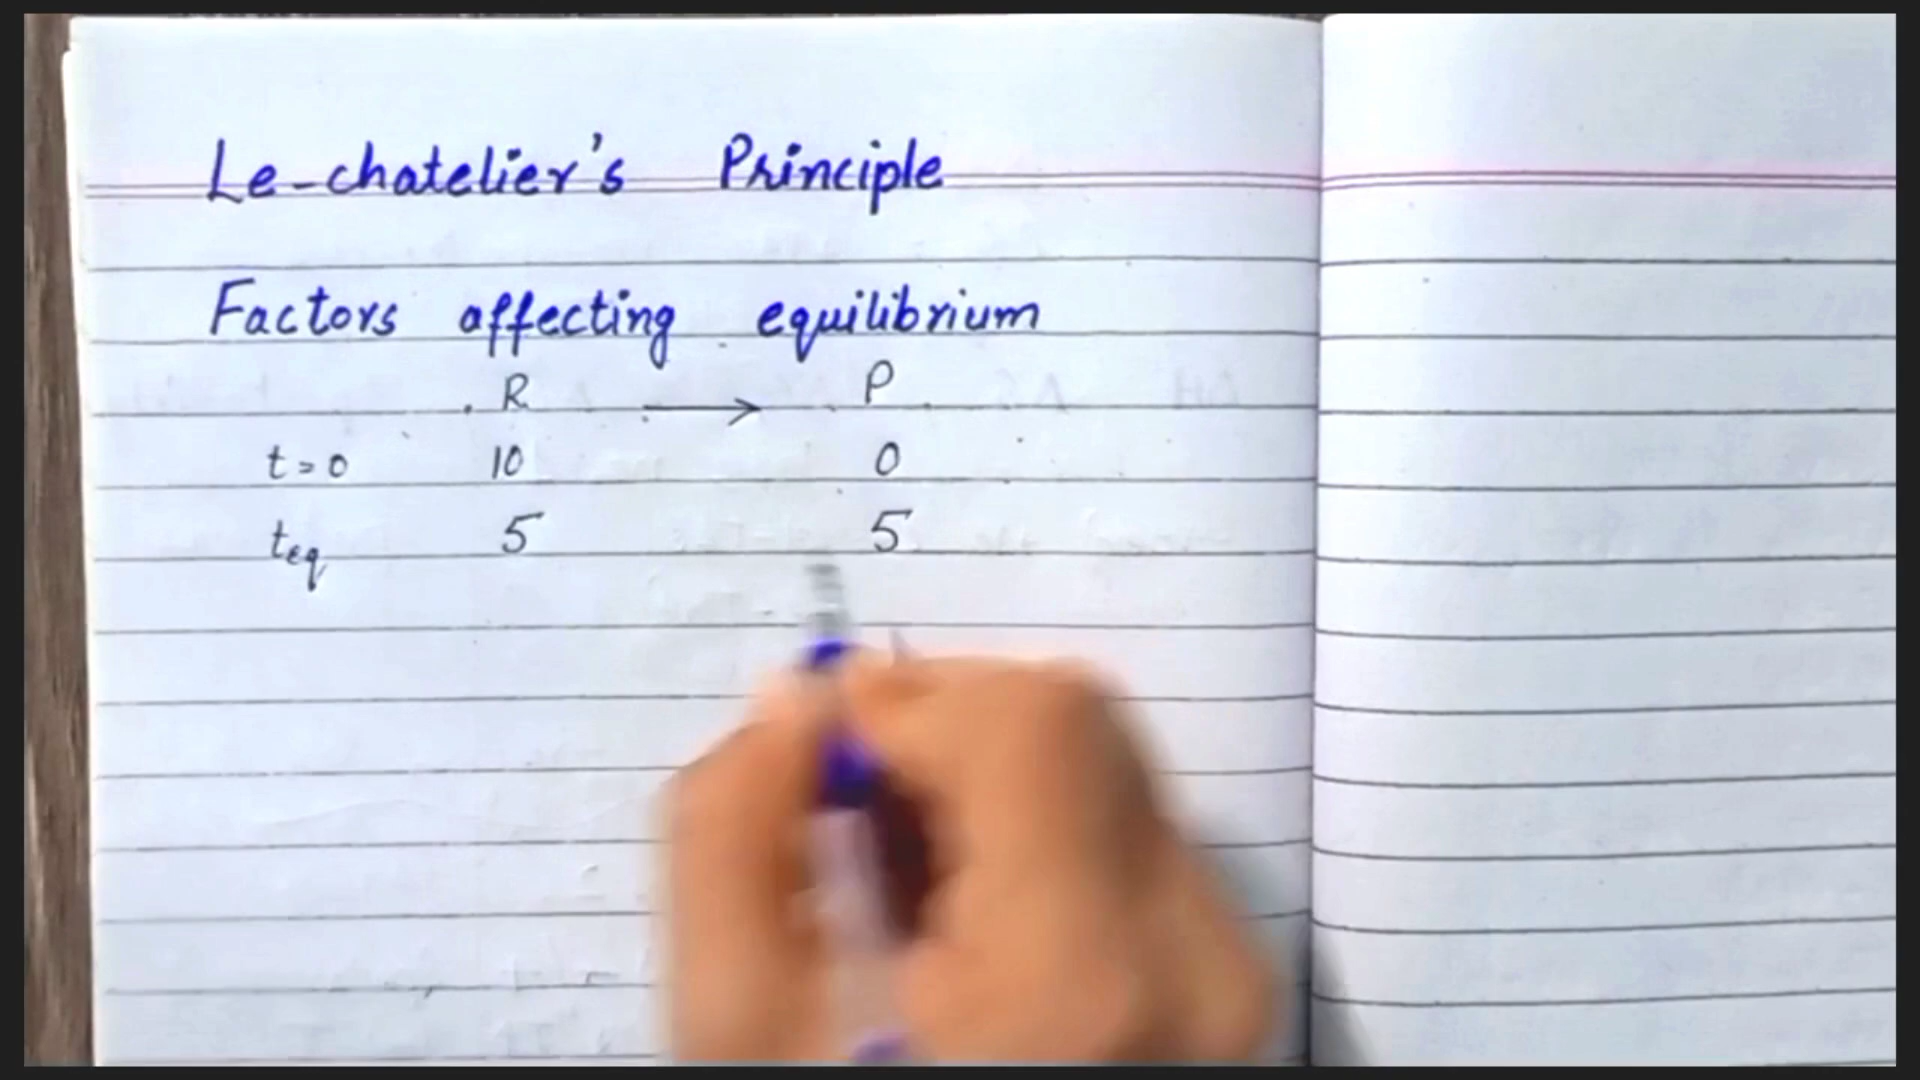 Le-chatelier's Principle
Factors affecting equilibrium
R → P
t=0 10 0
teq 5 5